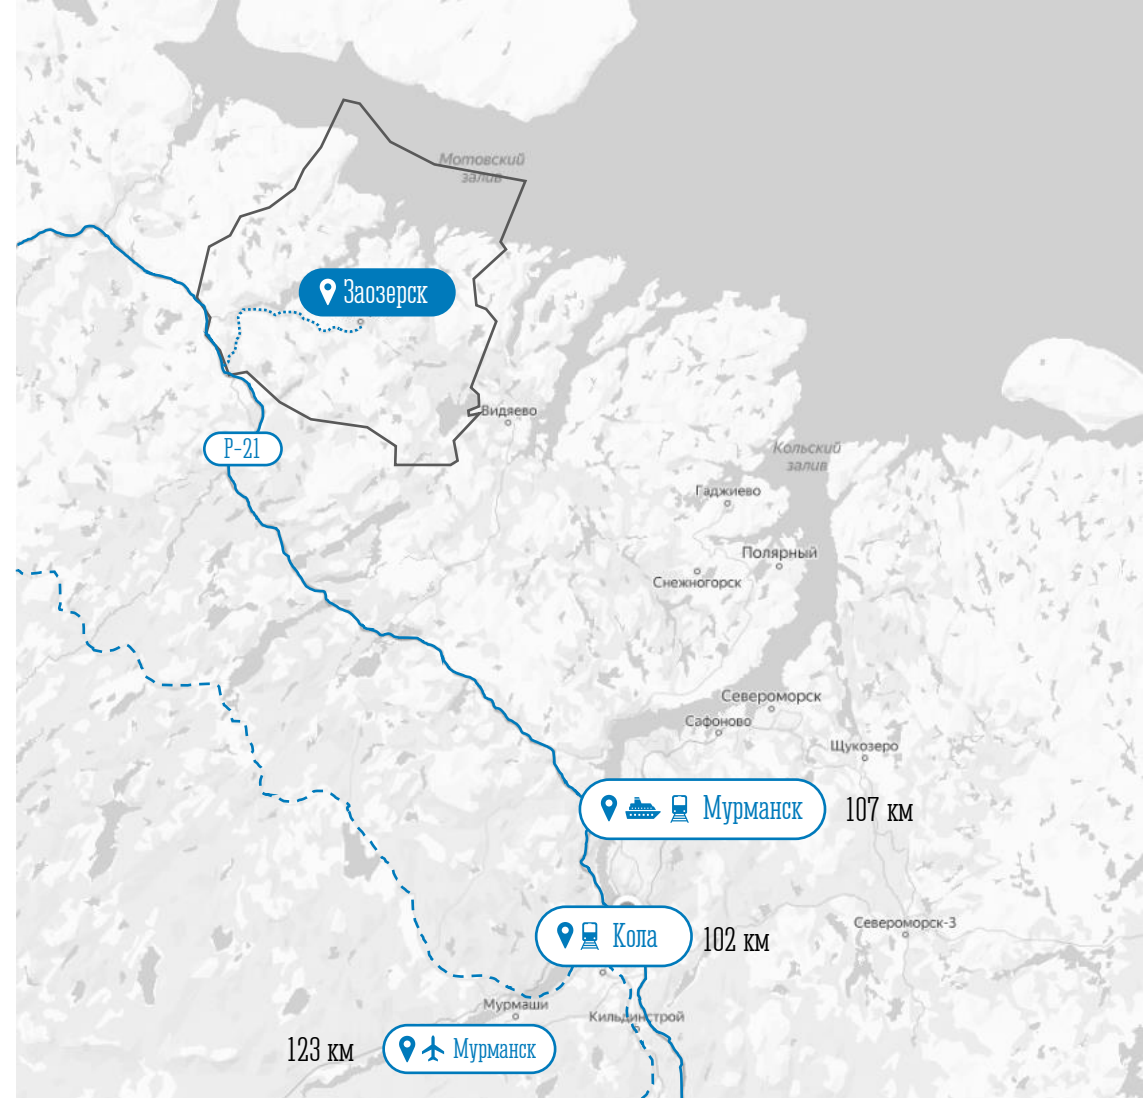 Мотовский
залив
Заозерск
Видяево
Р-21
Кольский
залив
Гаджиево
Полярный
Снежногорск
Североморск
Сафоново
Щукозеро
Мурманск
107 км
Североморск-3
Кола
102 км
Мурмаши
Кильдинстрой
123 км
Мурманск